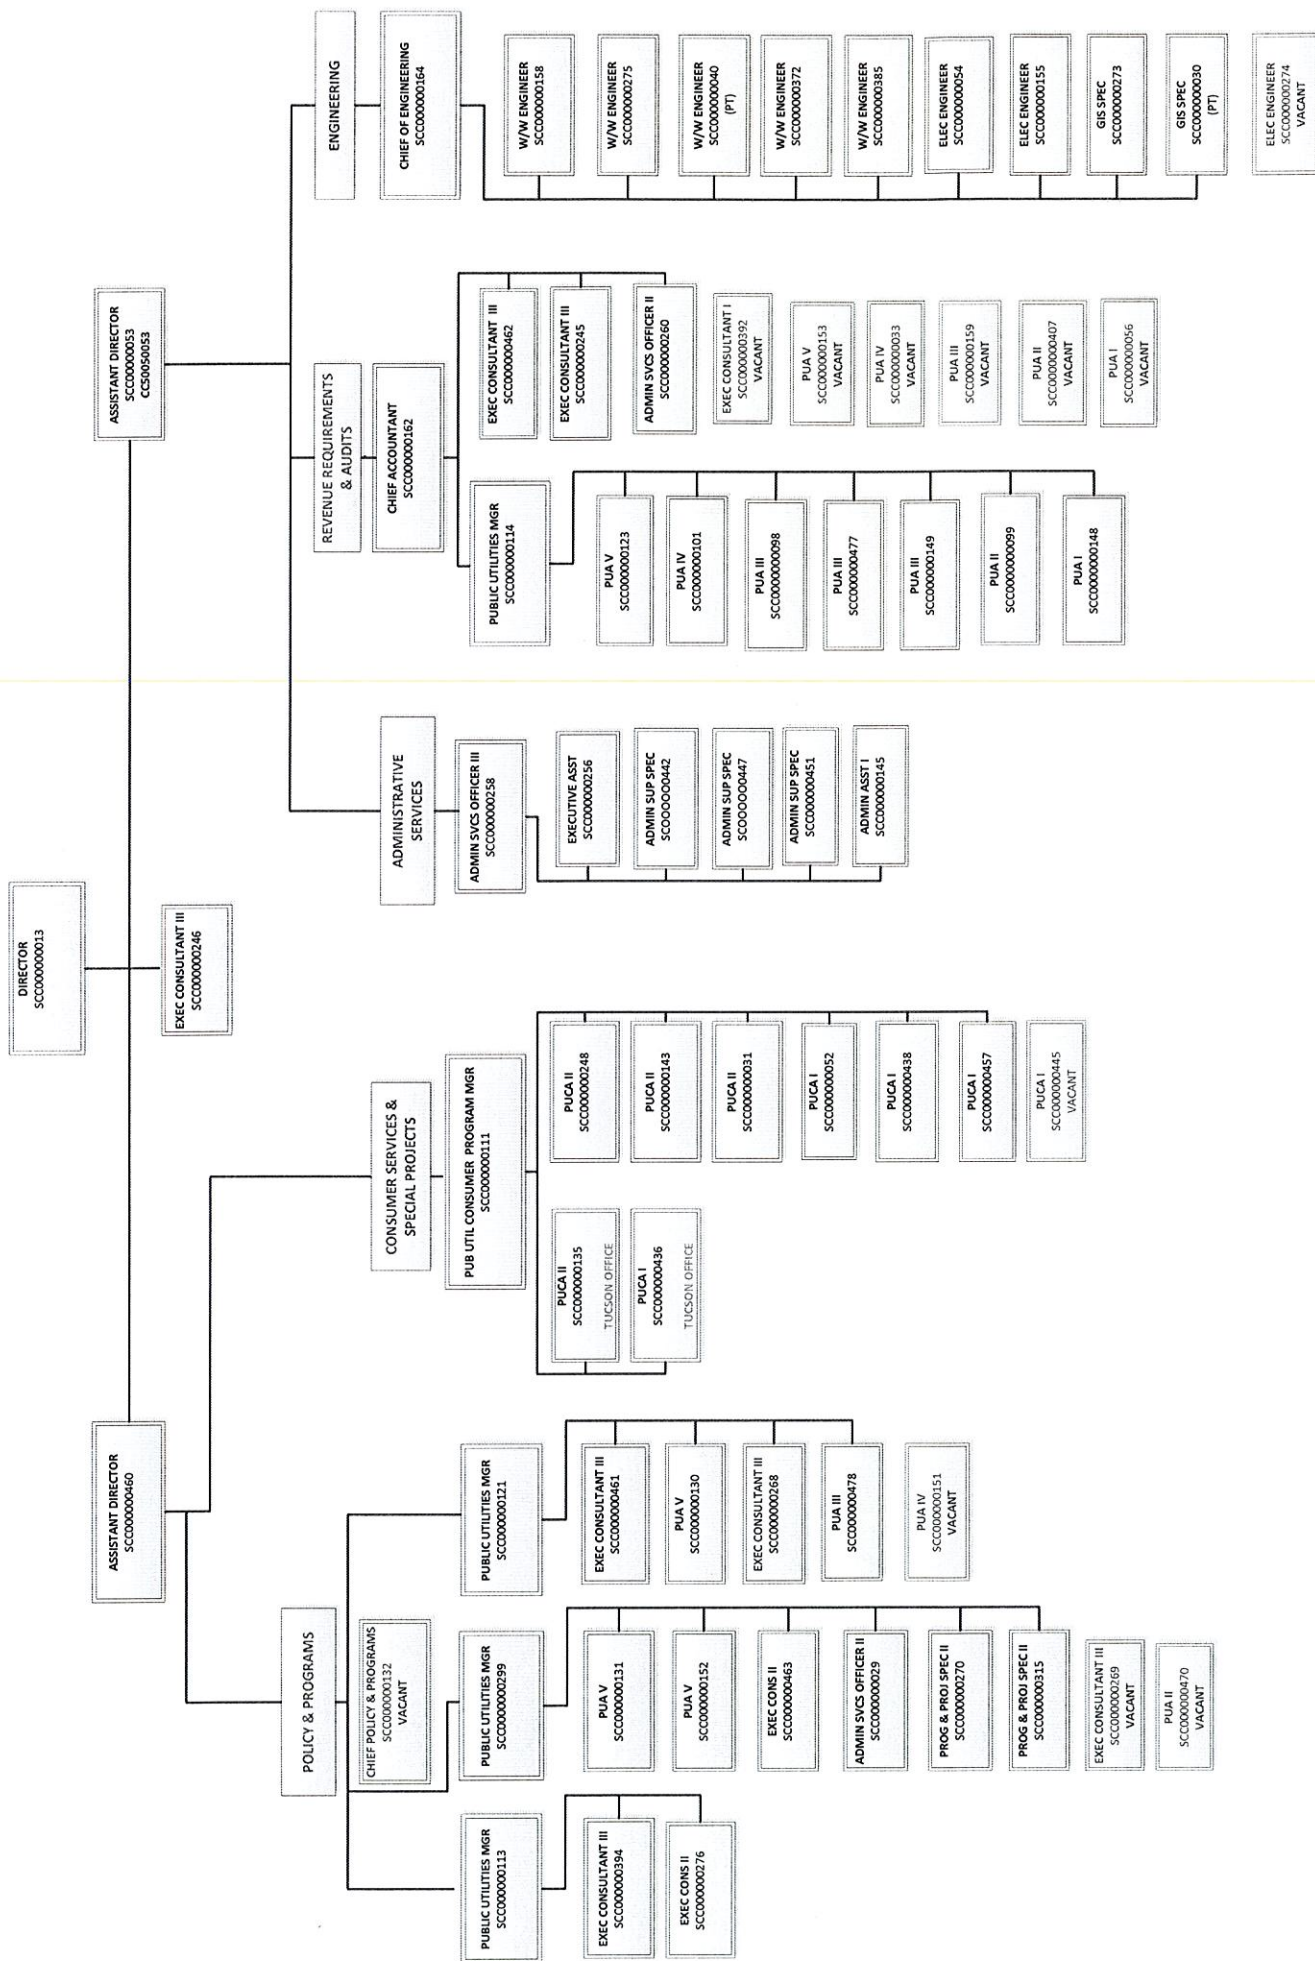 DIRECTOR
SCC000000013
EXEC CONSULTANT III
SCC000000246
ASSISTANT DIRECTOR
SCC000000460
ASSISTANT DIRECTOR
SCC000000053
CCS00S0053
POLICY & PROGRAMS
CHIEF POLICY & PROGRAMS
SCC000000132
VACANT
PUBLIC UTILITIES MGR
SCC000000113
EXEC CONSULTANT III
SCC000000394
EXEC CONS II
SCC000000276
PUBLIC UTILITIES MGR
SCC000000299
PUA V
SCC000000131
PUA V
SCC000000152
EXEC CONS II
SCC000000463
ADMIN SVCS OFFICER II
SCC000000029
PROG & PROJ SPEC II
SCC000000270
PROG & PROJ SPEC II
SCC000000315
EXEC CONSULTANT III
SCC000000269
VACANT
PUA II
SCC000000470
VACANT
PUBLIC UTILITIES MGR
SCC000000121
EXEC CONSULTANT III
SCC000000461
PUA V
SCC000000130
EXEC CONSULTANT III
SCC000000268
PUA III
SCC000000478
PUA IV
SCC000000151
VACANT
CONSUMER SERVICES &
SPECIAL PROJECTS
PUB UTIL CONSUMER PROGRAM MGR
SCC000000111
PUCA II
SCC000000135
TUCSON OFFICE
PUCA I
SCC000000436
TUCSON OFFICE
PUCA II
SCC000000248
PUCA II
SCC000000143
PUCA II
SCC000000031
PUCA I
SCC000000052
PUCA I
SCC000000438
PUCA I
SCC000000457
PUCA I
SCC000000445
VACANT
ADMINISTRATIVE
SERVICES
ADMIN SVCS OFFICER III
SCC000000258
EXECUTIVE ASST
SCC000000256
ADMIN SUP SPEC
SCOOOOOO0442
ADMIN SUP SPEC
SCOOOOOO0447
ADMIN SUP SPEC
SCC000000451
ADMIN ASST I
SCC000000145
REVENUE REQUIREMENTS
& AUDITS
CHIEF ACCOUNTANT
SCC000000162
PUBLIC UTILITIES MGR
SCC000000114
PUA V
SCC000000123
PUA IV
SCC000000101
PUA III
SCC000000098
PUA III
SCC000000477
PUA III
SCC000000149
PUA II
SCC000000099
PUA I
SCC000000148
EXEC CONSULTANT III
SCC000000462
EXEC CONSULTANT III
SCC000000245
ADMIN SVCS OFFICER II
SCC000000260
EXEC CONSULTANT I
SCC000000392
VACANT
PUA V
SCC000000153
VACANT
PUA IV
SCC000000033
VACANT
PUA III
SCC000000159
VACANT
PUA II
SCC000000407
VACANT
PUA I
SCC000000056
VACANT
ENGINEERING
CHIEF OF ENGINEERING
SCC000000164
W/W ENGINEER
SCC000000158
W/W ENGINEER
SCC000000275
W/W ENGINEER
SCC000000040
(PT)
W/W ENGINEER
SCC000000372
W/W ENGINEER
SCC000000385
ELEC ENGINEER
SCC000000054
ELEC ENGINEER
SCC000000155
GIS SPEC
SCC000000273
GIS SPEC
SCC000000030
(PT)
ELEC ENGINEER
SCC000000274
VACANT